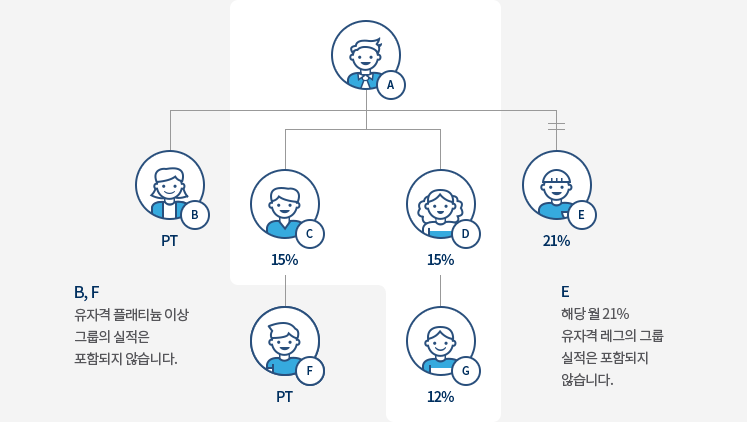 A
B
C
D
E
PT
15%
15%
21%
B, F
유자격 플래티늄 이상
그룹의 실적은
포함되지 않습니다.
E
해당 월 21%
유자격 레그의 그룹
실적은 포함되지
않습니다.
F
G
PT
12%